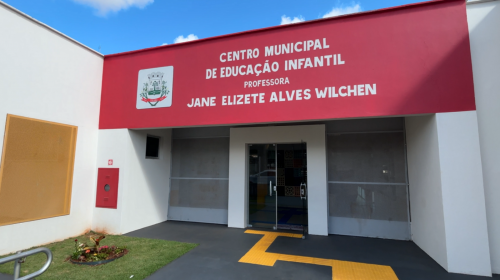 CENTRO MUNICIPAL
DE EDUCAÇÃO INFANTIL
PROFESSORA
JANE ELIZETE ALVES WILCHEN